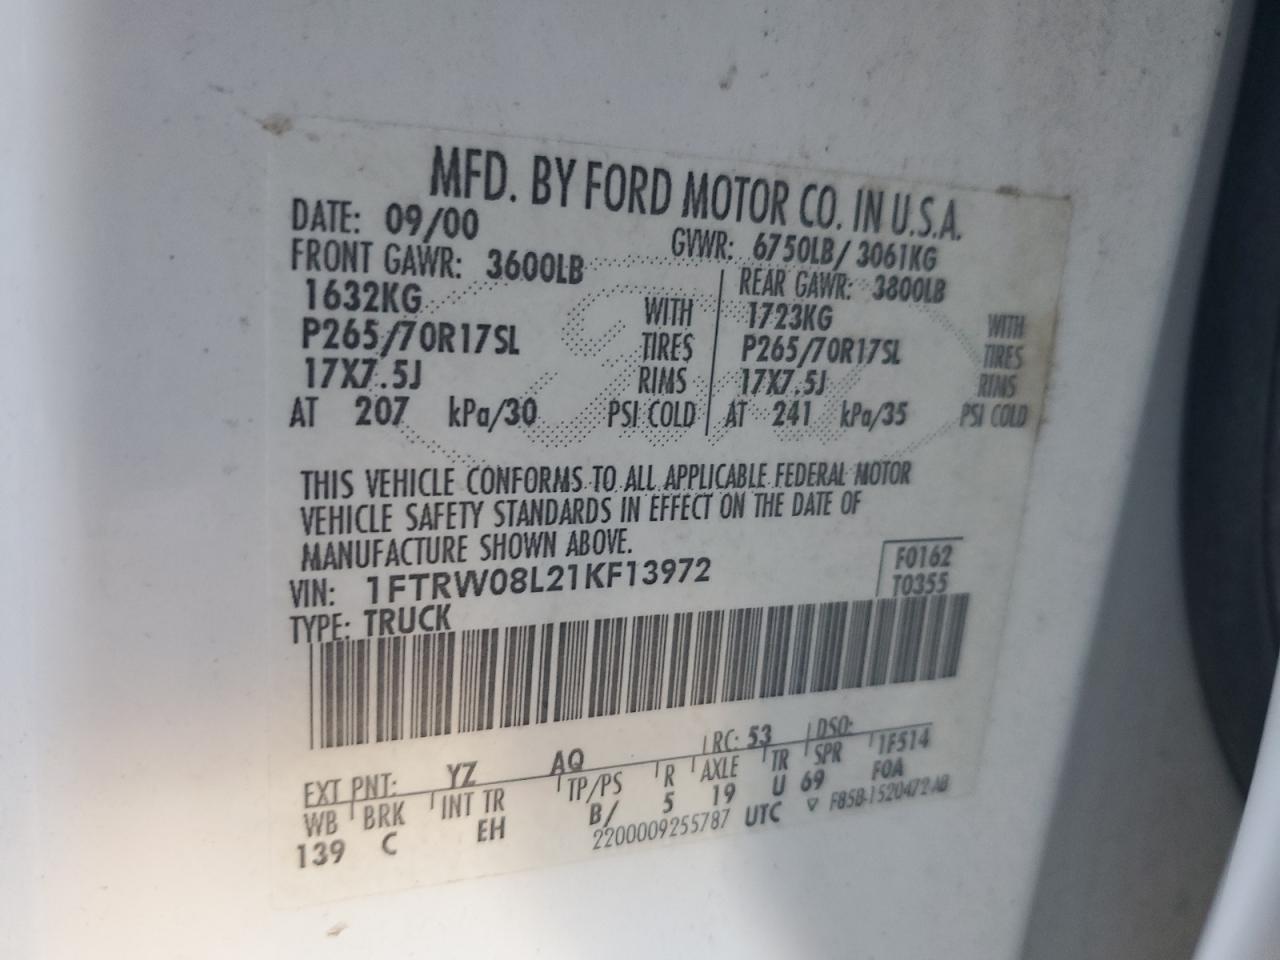 MFD. BY FORD MOTOR CO. IN U.S.A.
DATE: 09/00 GVWR: 6750LB/ 3061KG
FRONT GAWR: 3600LB REAR GAWR: 3800LB
1632KG WITH 1723KG WITH
P265/70R17SL TIRES P265/70R17SL TIRES
17X7.5J RIMS 17X7.5J RIMS
AT 207 kPa/30 PSI COLD AT 241 kPa/35 PSI COLD
THIS VEHICLE CONFORMS TO ALL APPLICABLE FEDERAL MOTOR
VEHICLE SAFETY STANDARDS IN EFFECT ON THE DATE OF
MANUFACTURE SHOWN ABOVE.
VIN: 1FTRW08L21KF13972 F0162
TYPE: TRUCK T0355
EXT PNT: YZ AQ RC: 53 DSO:
WB BRK INT TR TP/PS R AXLE TR SPR 1F514
139 C EH B/ 5 19 U 69 F0A
2200009255787 UTC ▽ F85B-1520472-AB